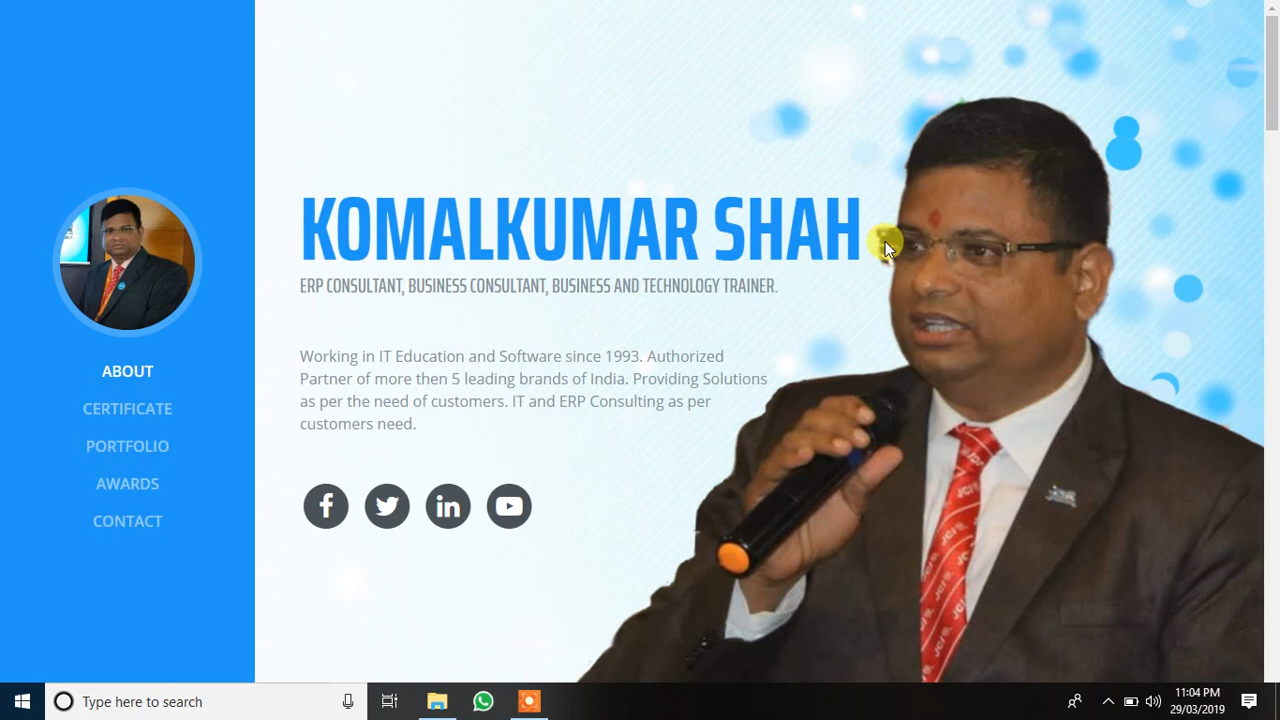 KOMALKUMAR SHAH
ERP CONSULTANT, BUSINESS CONSULTANT, BUSINESS AND TECHNOLOGY TRAINER.
Working in IT Education and Software since 1993. Authorized
Partner of more then 5 leading brands of India. Providing Solutions
as per the need of customers. IT and ERP Consulting as per
customers need.
ABOUT
CERTIFICATE
PORTFOLIO
AWARDS
CONTACT
JCI
JCI
JCI
Type here to search
11:04 PM
29/03/2019